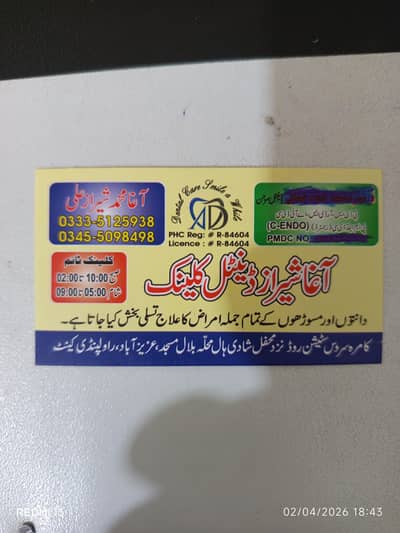 آغا محمد شیراز علی
0333-5125938
0345-5098498
Dental Care Smile a While
PHC Reg: # R-84604
Licence : # R-84604
(C-ENDO)
PMDC NO
کلینک ٹائم
صبح 10:00 تا 02:00
شام 05:00 تا 09:00
آغا شیراز ڈینٹل کلینک
دانتوں اور مسوڑھوں کے تمام جملہ امراض کا علاج تسلی بخش کیا جاتا ہے۔
کامرہ سروس سٹیشن روڈ نزد محفل شادی ہال محلہ بلال مسجد، عزیز آباد، راولپنڈی کینٹ
02/04/2026 18:43